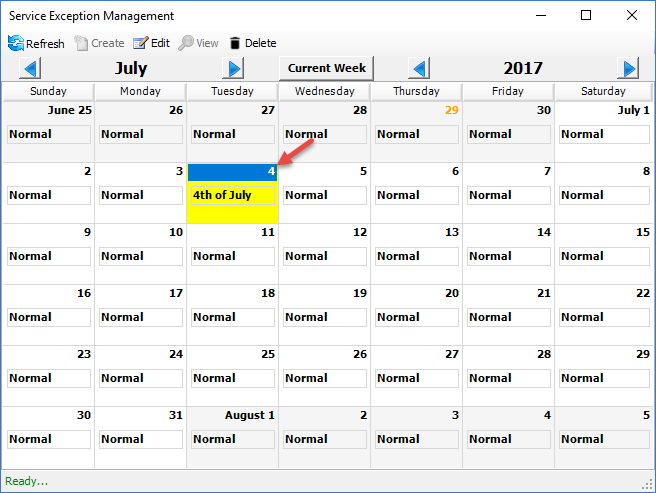 Service Exception Management
Refresh Create Edit View Delete
July Current Week 2017
Sunday Monday Tuesday Wednesday Thursday Friday Saturday
June 25 26 27 28 29 30 July 1
Normal Normal Normal Normal Normal Normal Normal
2 3 4 5 6 7 8
Normal Normal 4th of July Normal Normal Normal Normal
9 10 11 12 13 14 15
Normal Normal Normal Normal Normal Normal Normal
16 17 18 19 20 21 22
Normal Normal Normal Normal Normal Normal Normal
23 24 25 26 27 28 29
Normal Normal Normal Normal Normal Normal Normal
30 31 August 1 2 3 4 5
Normal Normal Normal Normal Normal Normal Normal
Ready...